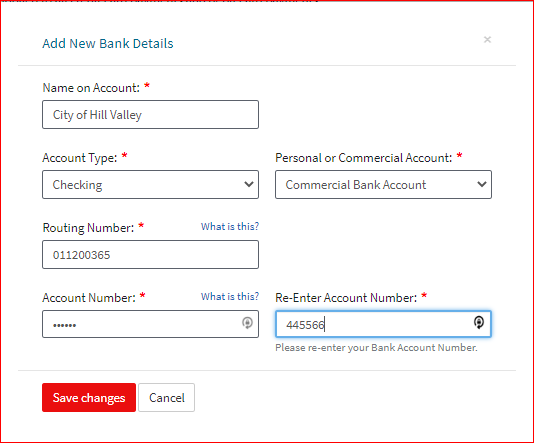 Add New Bank Details ×
Name on Account: *
City of Hill Valley
Account Type: * Personal or Commercial Account: *
Checking Commercial Bank Account
Routing Number: * What is this?
011200365
Account Number: * What is this? Re-Enter Account Number: *
•••••• 445566
Please re-enter your Bank Account Number.
Save changes Cancel